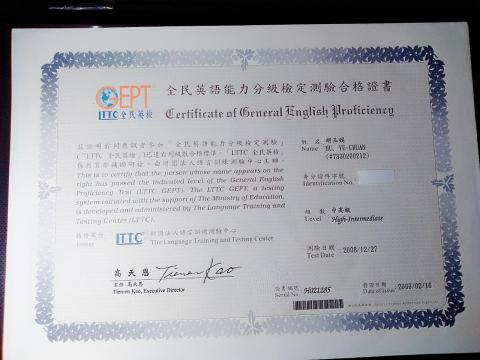 GEPT
LTTC 全民英檢
全民英語能力分級檢定測驗合格證書
Certificate of General English Proficiency
茲證明右列應試者參加「全民英語能力分級檢定測驗」
(「LTTC 全民英檢」)已達右列級數合格標準。「LTTC 全民英檢」
係教育部補助研發,由財團法人語言訓練測驗中心主辦。
This is to certify that the person whose name appears on the
right has passed the indicated level of the General English
Proficiency Test (LTTC GEPT). The LTTC GEPT, a testing
system initiated with the support of The Ministry of Education,
is developed and administered by The Language Training and
Testing Center (LTTC).
姓名
Name
HU, YU-CHUAN
(#7330200212)
身分證件字號
Identification No.
級數 中高級
Level High-Intermediate
測驗日期
Test Date : 2008/12/27
核發單位
Issuer
LTTC 財團法人語言訓練測驗中心
The Language Training and Testing Center
高天恩 Tien-en Kao
主任 高天恩
Tien-en Kao, Executive Director
證書編號
Serial No. H021285
發證日期
Date of Issue 2009/02/16